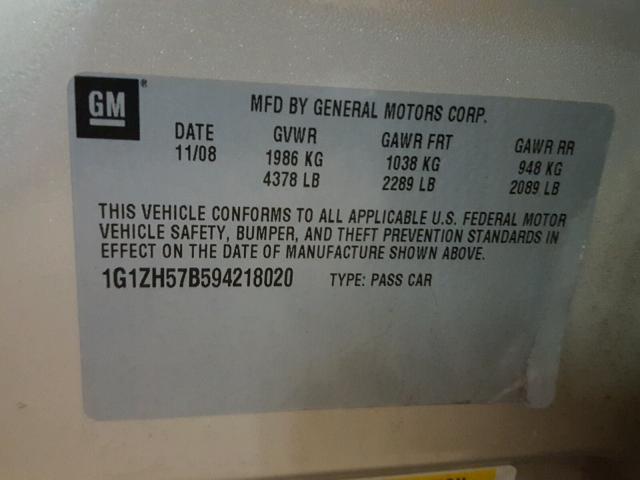 GM ®
MFD BY GENERAL MOTORS CORP.
DATE GVWR GAWR FRT GAWR RR
11/08 1986 KG 1038 KG 948 KG
4378 LB 2289 LB 2089 LB
THIS VEHICLE CONFORMS TO ALL APPLICABLE U.S. FEDERAL MOTOR
VEHICLE SAFETY, BUMPER, AND THEFT PREVENTION STANDARDS IN
EFFECT ON THE DATE OF MANUFACTURE SHOWN ABOVE.
1G1ZH57B594218020 TYPE: PASS CAR